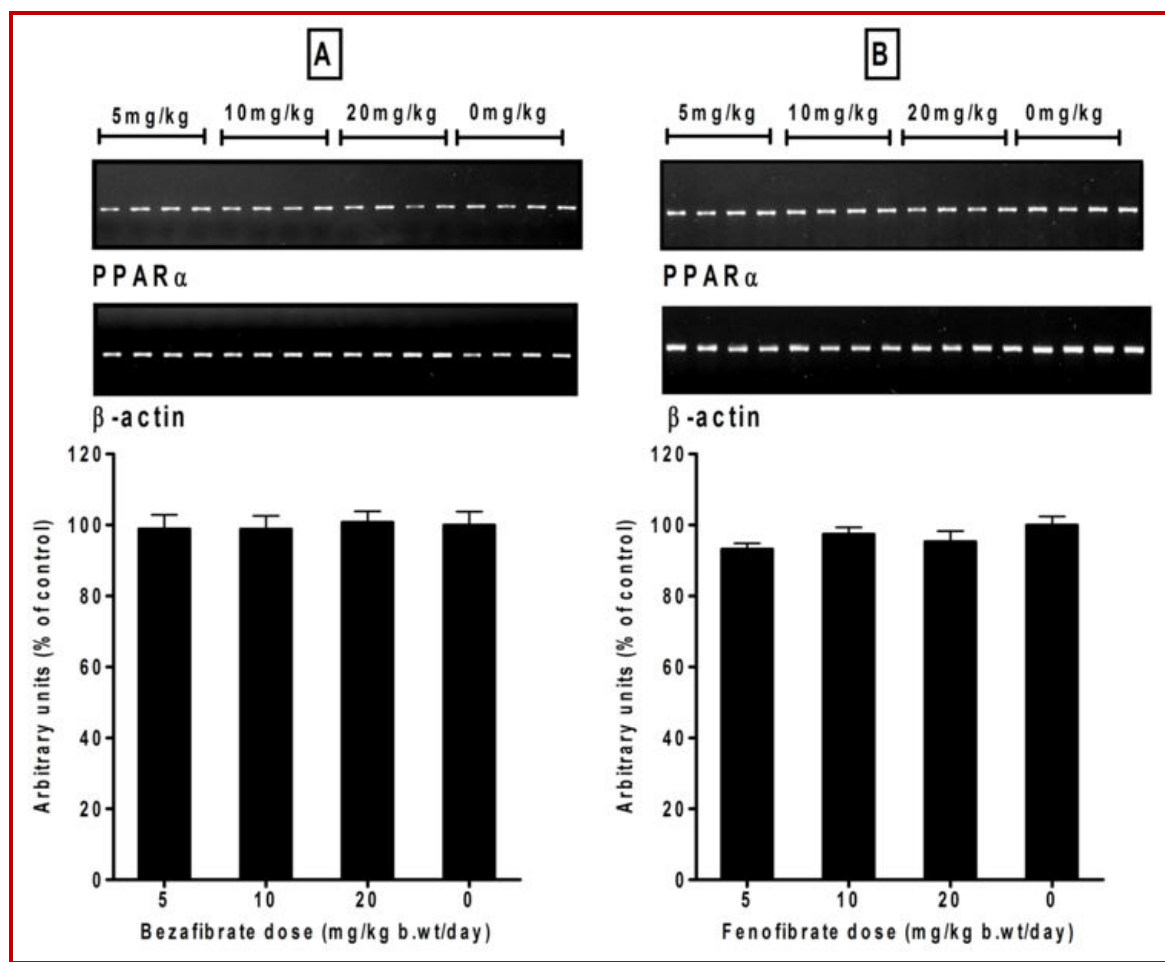 A
5mg/kg 10mg/kg 20mg/kg 0mg/kg
PPARα
β-actin
120
100
80
60
40
20
0
Arbitrary units (% of control)
5 10 20 0
Bezafibrate dose (mg/kg b.wt/day)
B
5mg/kg 10mg/kg 20mg/kg 0mg/kg
PPARα
β-actin
120
100
80
60
40
20
0
Arbitrary units (% of control)
5 10 20 0
Fenofibrate dose (mg/kg b.wt/day)